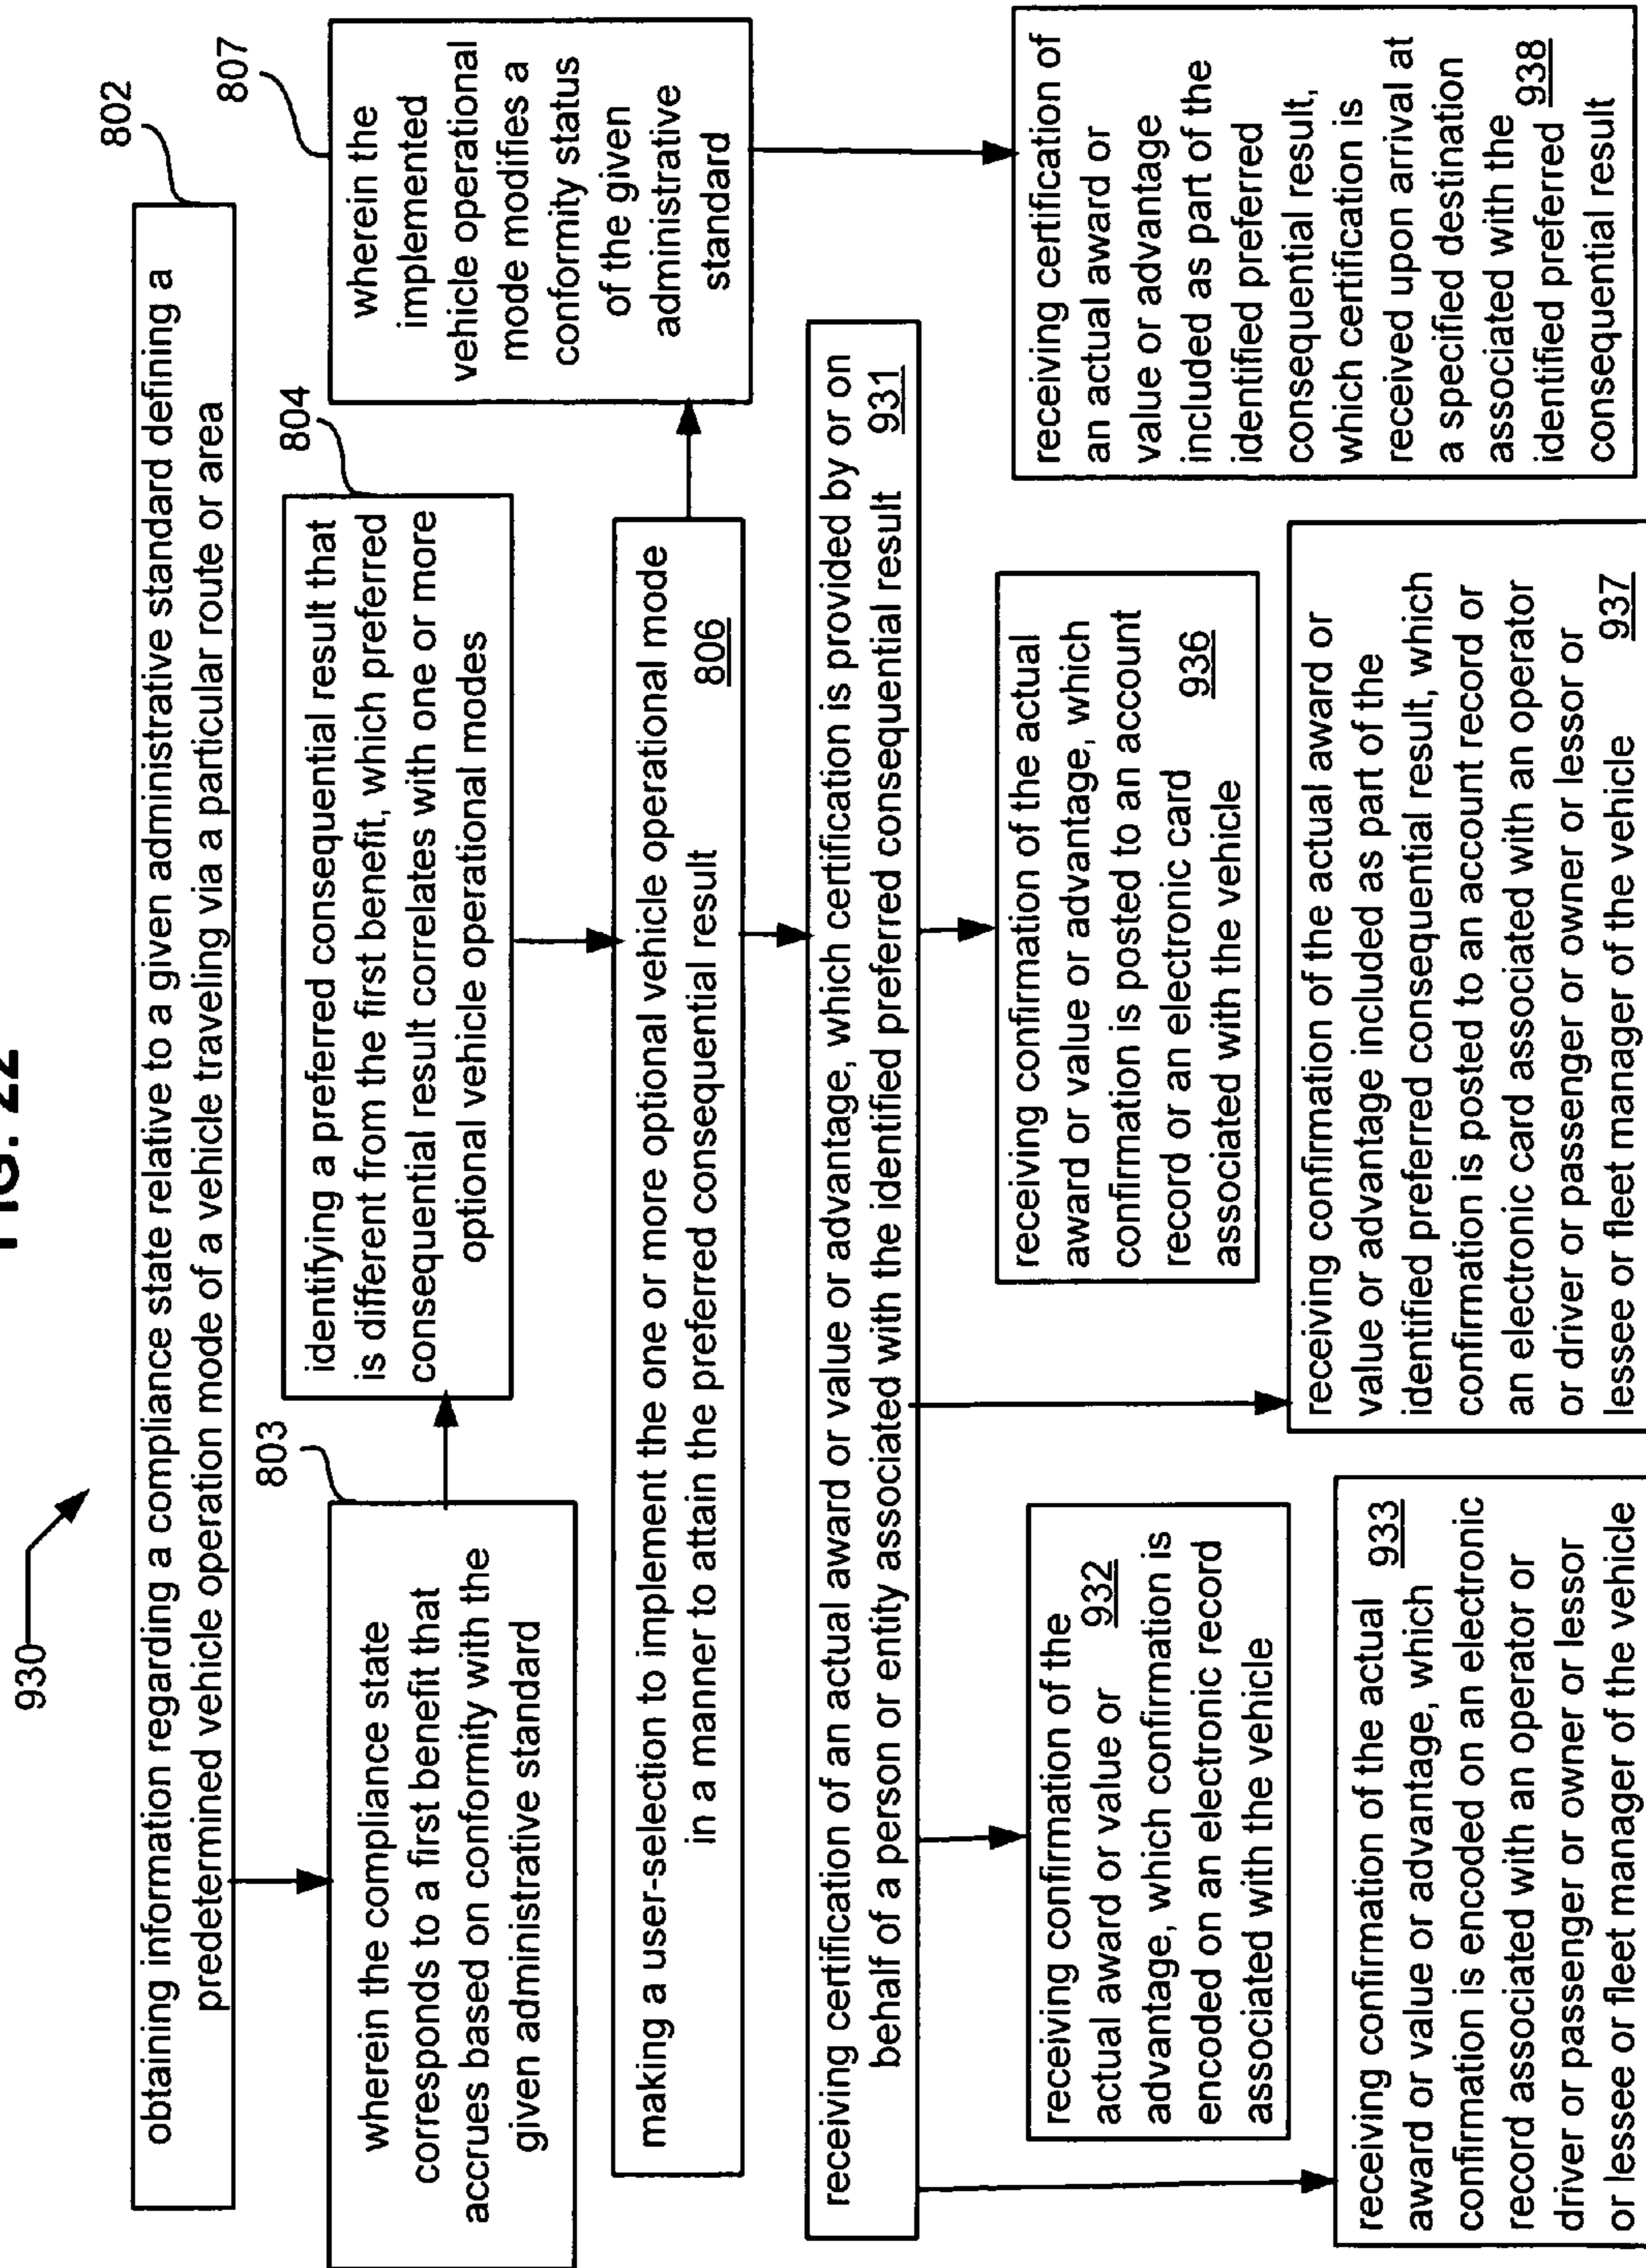 FIG. 22
930
802
obtaining information regarding a compliance state relative to a given administrative standard defining a
predetermined vehicle operation mode of a vehicle traveling via a particular route or area
803
wherein the compliance state
corresponds to a first benefit that
accrues based on conformity with the
given administrative standard
804
identifying a preferred consequential result that
is different from the first benefit, which preferred
consequential result correlates with one or more
optional vehicle operational modes
807
wherein the
implemented
vehicle operational
mode modifies a
conformity status
of the given
administrative
standard
making a user-selection to implement the one or more optional vehicle operational mode
in a manner to attain the preferred consequential result 806
receiving certification of an actual award or value or advantage, which certification is provided by or on
behalf of a person or entity associated with the identified preferred consequential result 931
receiving confirmation of the
actual award or value or 932
advantage, which confirmation is
encoded on an electronic record
associated with the vehicle
receiving confirmation of the actual 933
award or value or advantage, which
confirmation is encoded on an electronic
record associated with an operator or
driver or passenger or owner or lessor
or lessee or fleet manager of the vehicle
receiving confirmation of the actual
award or value or advantage, which
confirmation is posted to an account
record or an electronic card 936
associated with the vehicle
receiving confirmation of the actual award or
value or advantage included as part of the
identified preferred consequential result, which
confirmation is posted to an account record or
an electronic card associated with an operator
or driver or passenger or owner or lessor or
lessee or fleet manager of the vehicle 937
receiving certification of
an actual award or
value or advantage
included as part of the
identified preferred
consequential result,
which certification is
received upon arrival at
a specified destination
associated with the 938
identified preferred
consequential result